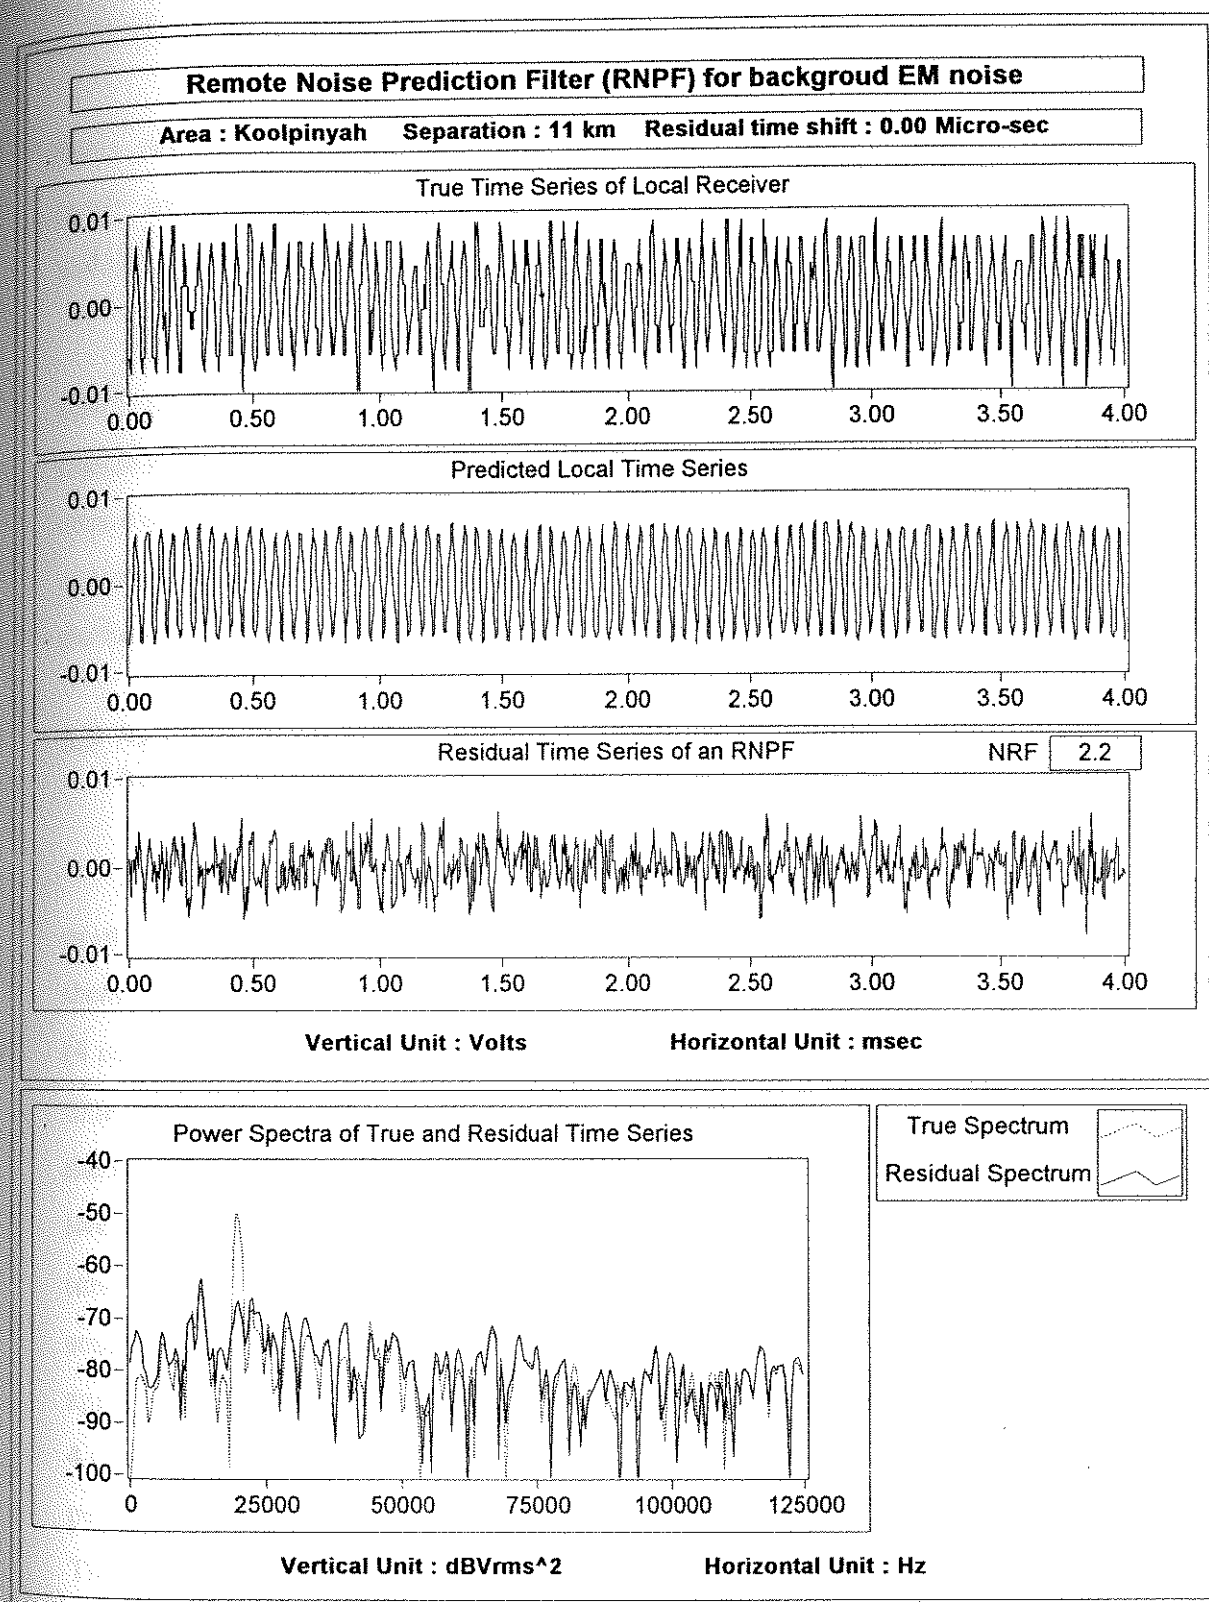 Remote Noise Prediction Filter (RNPF) for backgroud EM noise
Area : Koolpinyah Separation : 11 km Residual time shift : 0.00 Micro-sec
True Time Series of Local Receiver
0.01
0.00
-0.01
0.00 0.50 1.00 1.50 2.00 2.50 3.00 3.50 4.00
Predicted Local Time Series
0.01
0.00
-0.01
0.00 0.50 1.00 1.50 2.00 2.50 3.00 3.50 4.00
Residual Time Series of an RNPF NRF 2.2
0.01
0.00
-0.01
0.00 0.50 1.00 1.50 2.00 2.50 3.00 3.50 4.00
Vertical Unit : Volts Horizontal Unit : msec
Power Spectra of True and Residual Time Series
True Spectrum
Residual Spectrum
-40
-50
-60
-70
-80
-90
-100
0 25000 50000 75000 100000 125000
Vertical Unit : dBVrms^2 Horizontal Unit : Hz